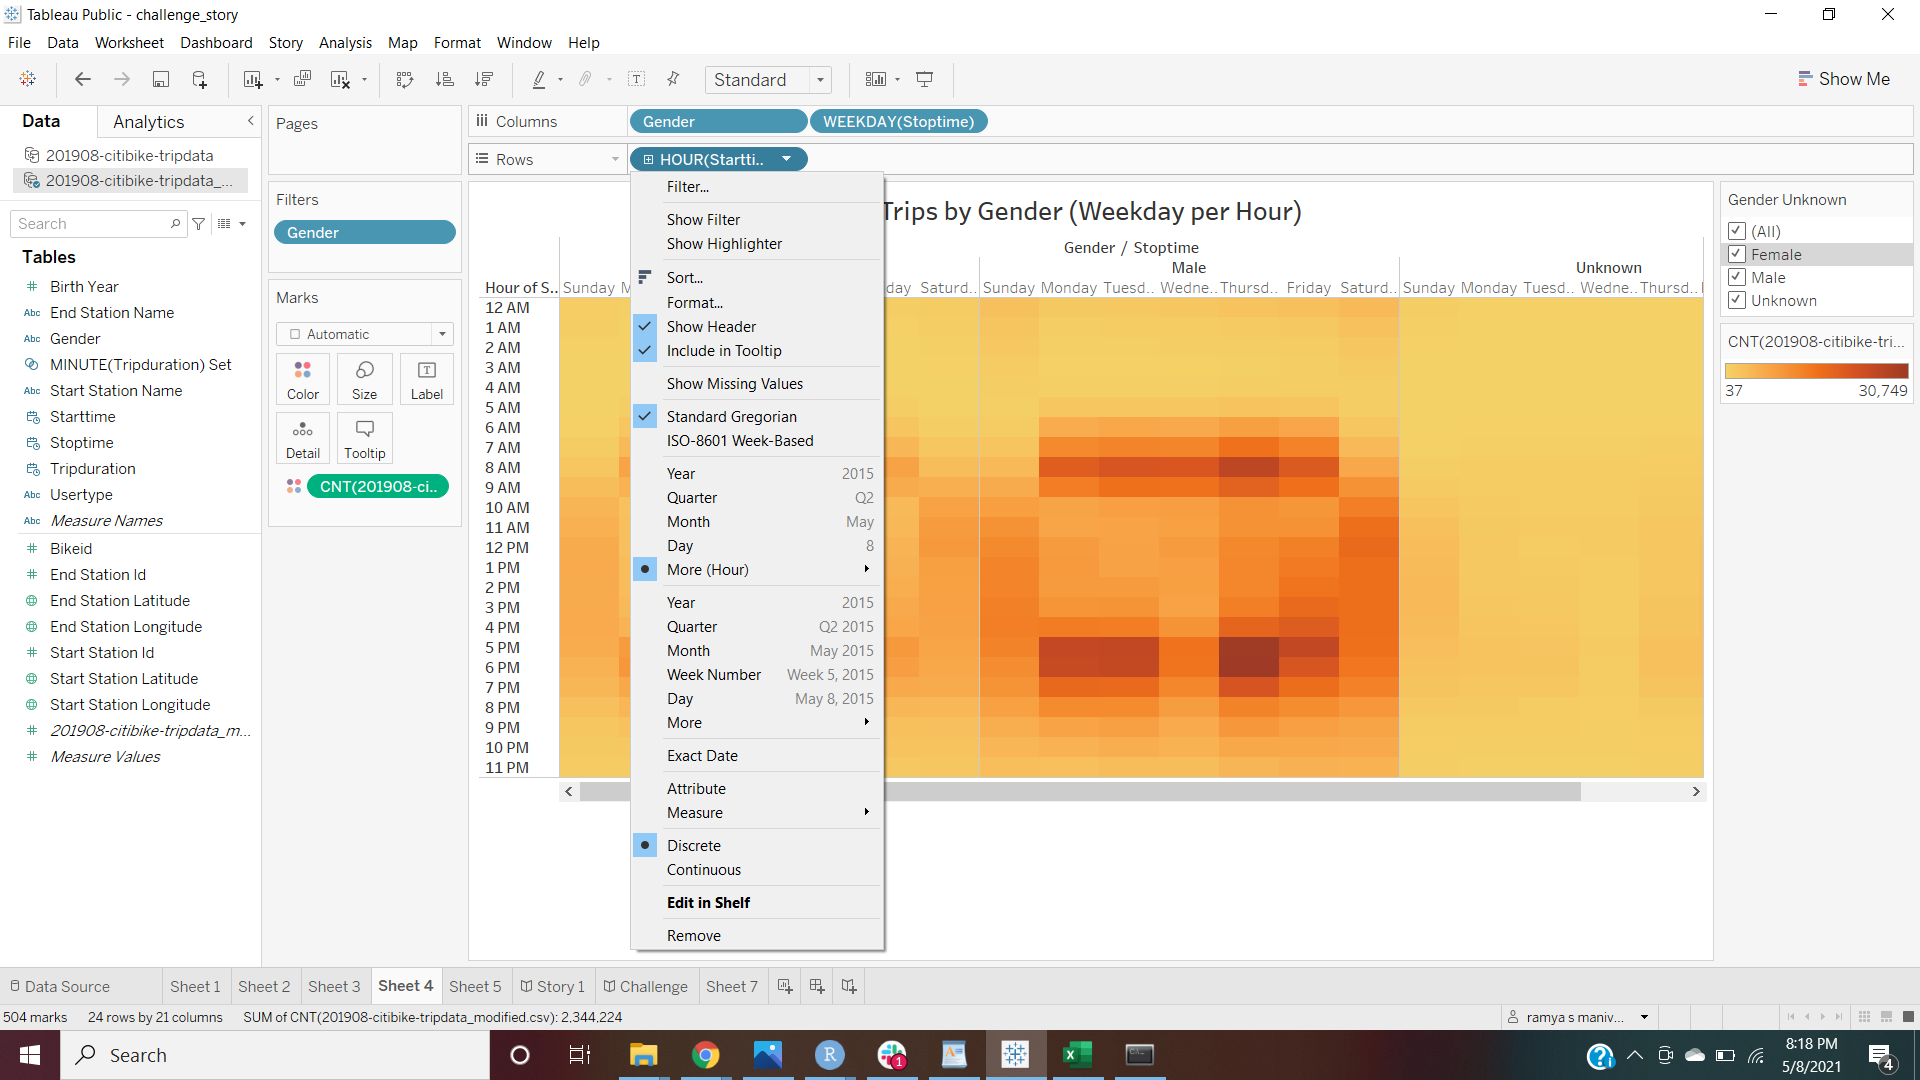 Tableau Public - challenge_story
File Data Worksheet Dashboard Story Analysis Map Format Window Help
Standard
Show Me
Data Analytics
201908-citibike-tripdata
201908-citibike-tripdata_...
Search
Tables
# Birth Year
Abc End Station Name
Abc Gender
MINUTE(Tripduration) Set
Abc Start Station Name
Starttime
Stoptime
Tripduration
Abc Usertype
Abc Measure Names
# Bikeid
# End Station Id
End Station Latitude
End Station Longitude
# Start Station Id
Start Station Latitude
Start Station Longitude
# 201908-citibike-tripdata_m...
# Measure Values
Pages
Filters
Gender
Marks
Automatic
Color Size Label
Detail Tooltip
CNT(201908-ci..
Columns Gender WEEKDAY(Stoptime)
Rows HOUR(Startti..
Filter...
Show Filter
Show Highlighter
Sort...
Format...
Show Header
Include in Tooltip
Show Missing Values
Standard Gregorian
ISO-8601 Week-Based
Year 2015
Quarter Q2
Month May
Day 8
More (Hour)
Year 2015
Quarter Q2 2015
Month May 2015
Week Number Week 5, 2015
Day May 8, 2015
More
Exact Date
Attribute
Measure
Discrete
Continuous
Edit in Shelf
Remove
Trips by Gender (Weekday per Hour)
Gender / Stoptime
Male Unknown
Hour of S.. Sunday M day Saturd.. Sunday Monday Tuesd.. Wedne.. Thursd.. Friday Saturd.. Sunday Monday Tuesd.. Wedne.. Thursd..
12 AM
1 AM
2 AM
3 AM
4 AM
5 AM
6 AM
7 AM
8 AM
9 AM
10 AM
11 AM
12 PM
1 PM
2 PM
3 PM
4 PM
5 PM
6 PM
7 PM
8 PM
9 PM
10 PM
11 PM
Gender Unknown
(All)
Female
Male
Unknown
CNT(201908-citibike-tri...
37 30,749
Data Source Sheet 1 Sheet 2 Sheet 3 Sheet 4 Sheet 5 Story 1 Challenge Sheet 7
504 marks 24 rows by 21 columns SUM of CNT(201908-citibike-tripdata_modified.csv): 2,344,224
ramya s maniv...
Search
R
1
8:18 PM
5/8/2021
4